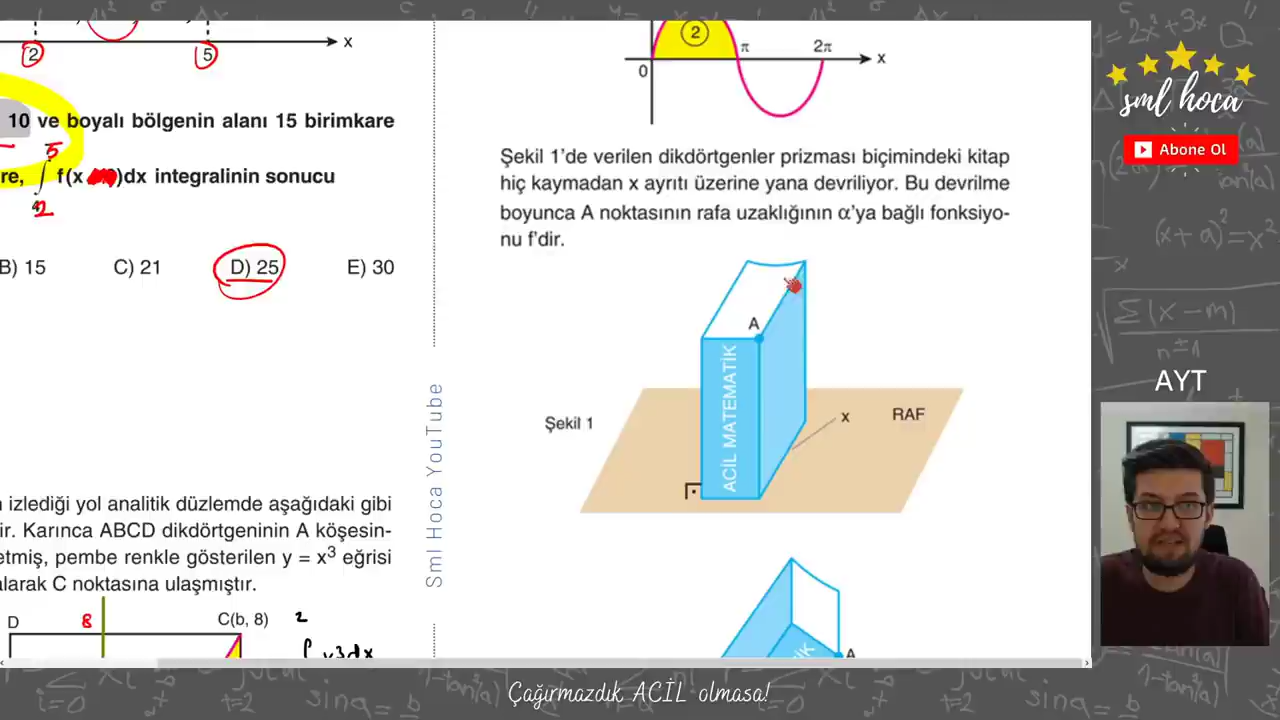 x
2
5
10 ve boyalı bölgenin alanı 15 birimkare
5
re, ∫ f(x )dx integralinin sonucu
2
B) 15 C) 21 D) 25 E) 30
n izlediği yol analitik düzlemde aşağıdaki gibi
ir. Karınca ABCD dikdörtgeninin A köşesin-
etmiş, pembe renkle gösterilen y = x³ eğrisi
alarak C noktasına ulaşmıştır.
D
8
C(b, 8)
2
∫ x3dx
Sml Hoca YouTube
2
π
2π
x
0
Şekil 1’de verilen dikdörtgenler prizması biçimindeki kitap
hiç kaymadan x ayrıtı üzerine yana devriliyor. Bu devrilme
boyunca A noktasının rafa uzaklığının α’ya bağlı fonksiyo-
nu f’dir.
A
ACİL MATEMATİK
Şekil 1
x
RAF
İK
A
sml hoca
Abone Ol
AYT
Çağırmazdık ACİL olmasa!